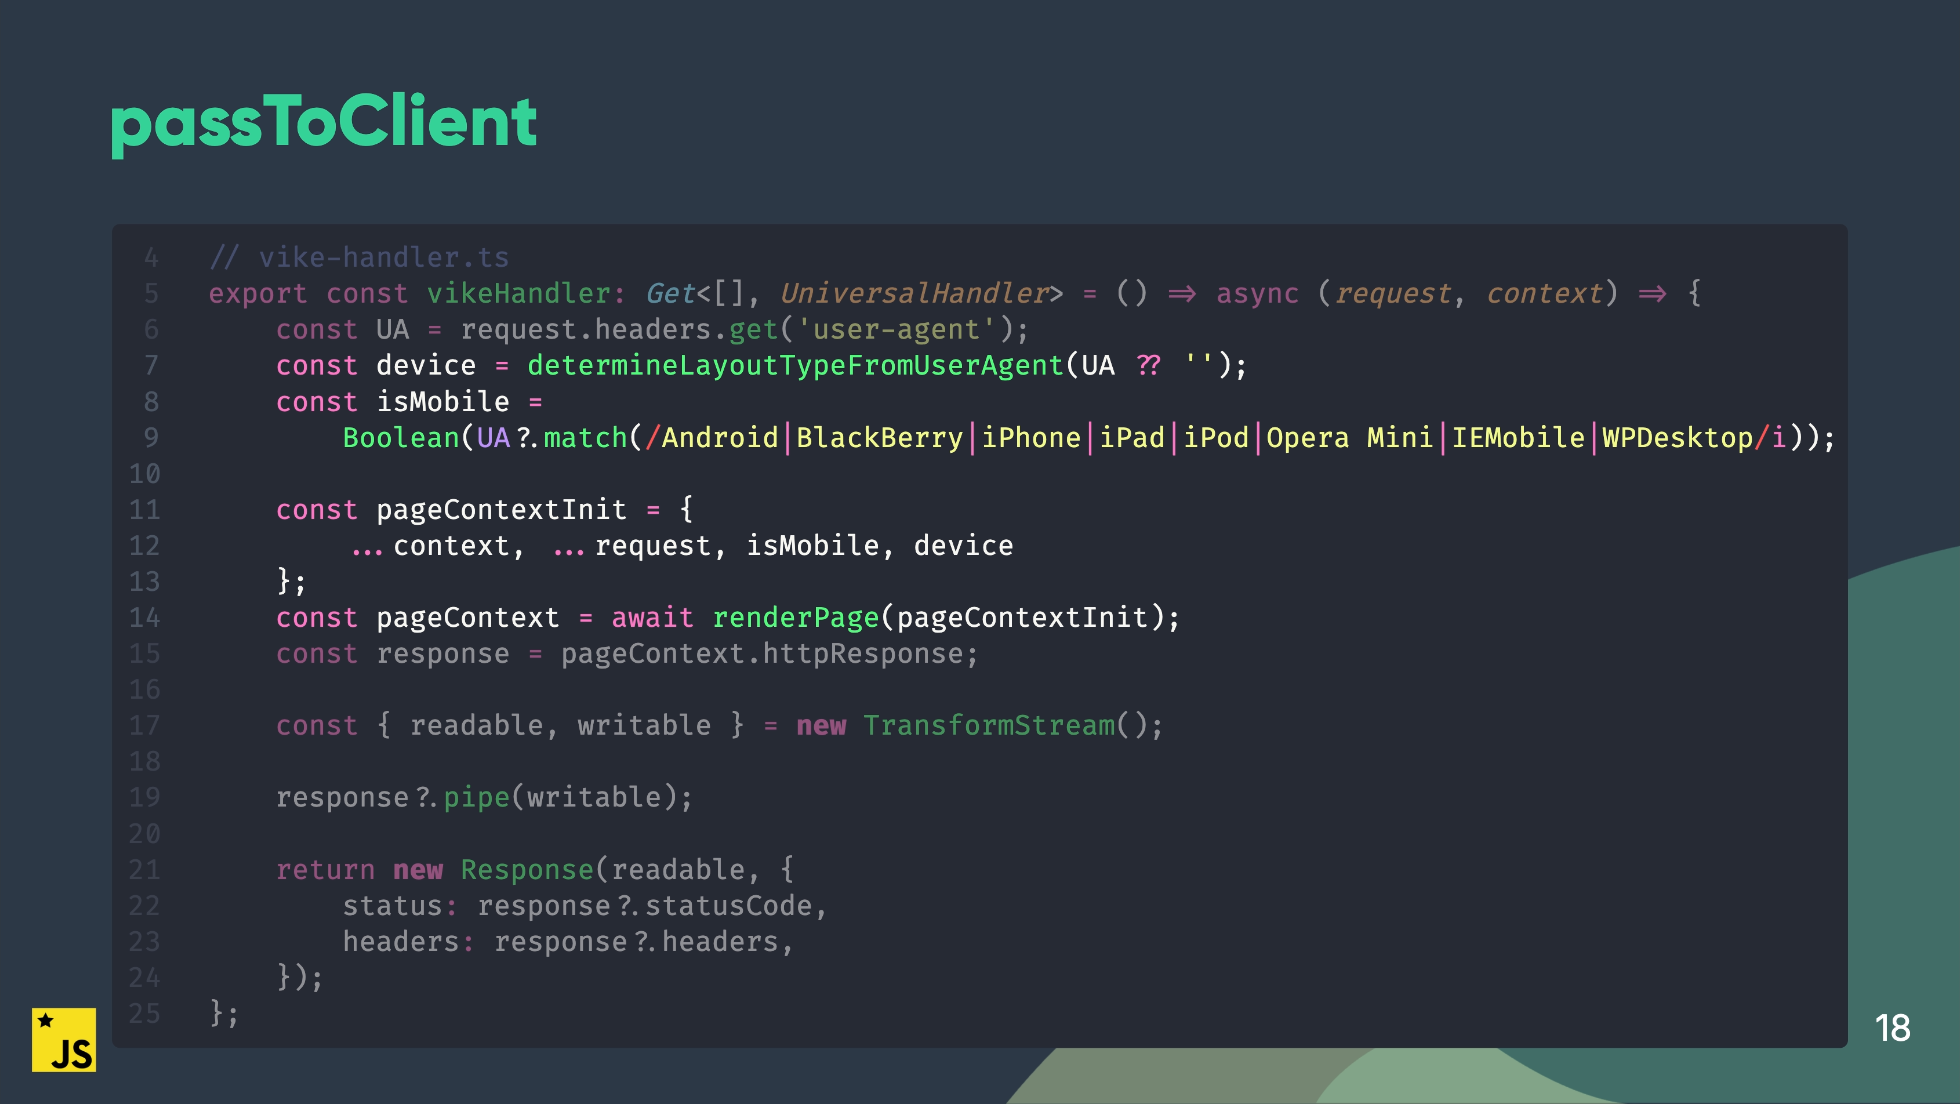 passToClient
4 // vike-handler.ts
5 export const vikeHandler: Get<[], UniversalHandler> = () => async (request, context) => {
6 const UA = request.headers.get('user-agent');
7 const device = determineLayoutTypeFromUserAgent(UA ?? '');
8 const isMobile =
9 Boolean(UA?.match(/Android|BlackBerry|iPhone|iPad|iPod|Opera Mini|IEMobile|WPDesktop/i));
10
11 const pageContextInit = {
12 ...context, ...request, isMobile, device
13 };
14 const pageContext = await renderPage(pageContextInit);
15 const response = pageContext.httpResponse;
16
17 const { readable, writable } = new TransformStream();
18
19 response?.pipe(writable);
20
21 return new Response(readable, {
22 status: response?.statusCode,
23 headers: response?.headers,
24 });
25 };
JS
18